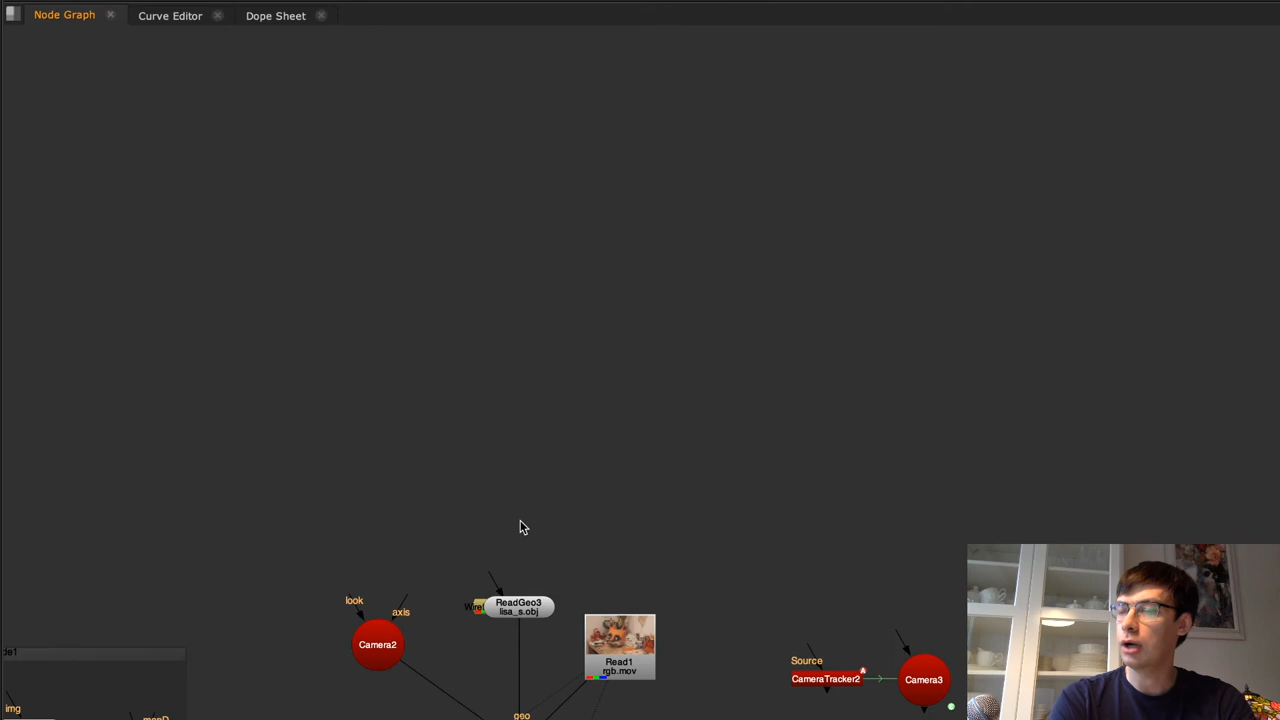 Node Graph
Curve Editor
Dope Sheet
look
axis
Camera2
ReadGeo3
lisa_s.obj
Read1
rgb.mov
Source
CameraTracker2
Camera3
de1
img
geo